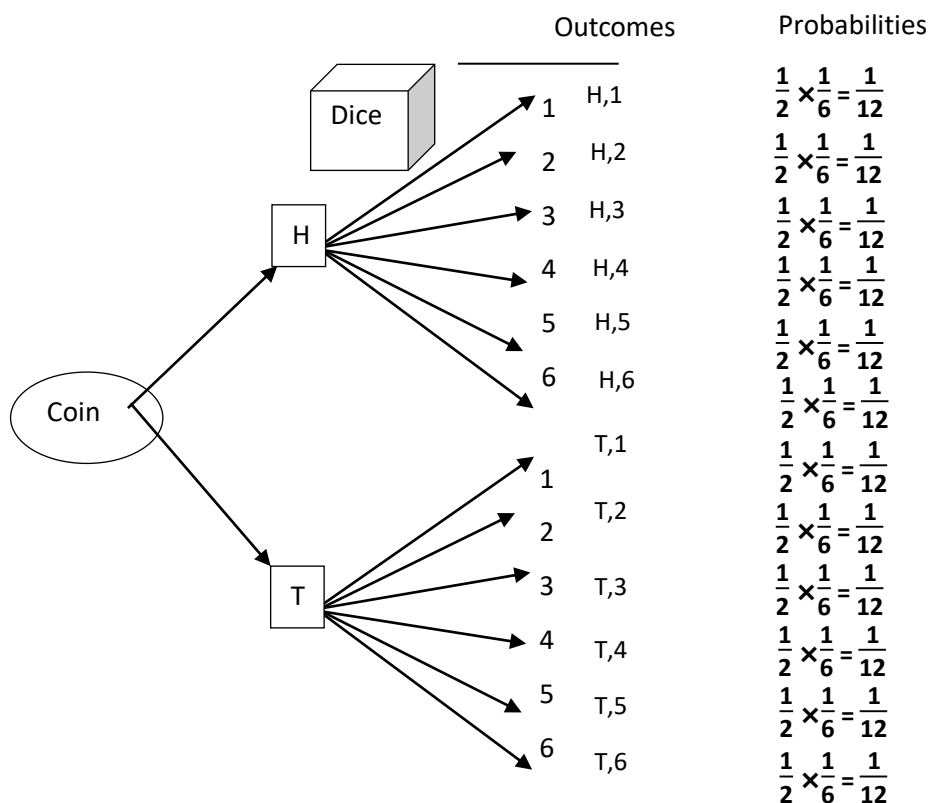 Outcomes Probabilities
Dice
1 H,1 1/2 × 1/6 = 1/12
2 H,2 1/2 × 1/6 = 1/12
H
3 H,3 1/2 × 1/6 = 1/12
4 H,4 1/2 × 1/6 = 1/12
5 H,5 1/2 × 1/6 = 1/12
6 H,6 1/2 × 1/6 = 1/12
Coin
1 T,1 1/2 × 1/6 = 1/12
2 T,2 1/2 × 1/6 = 1/12
T
3 T,3 1/2 × 1/6 = 1/12
4 T,4 1/2 × 1/6 = 1/12
5 T,5 1/2 × 1/6 = 1/12
6 T,6 1/2 × 1/6 = 1/12